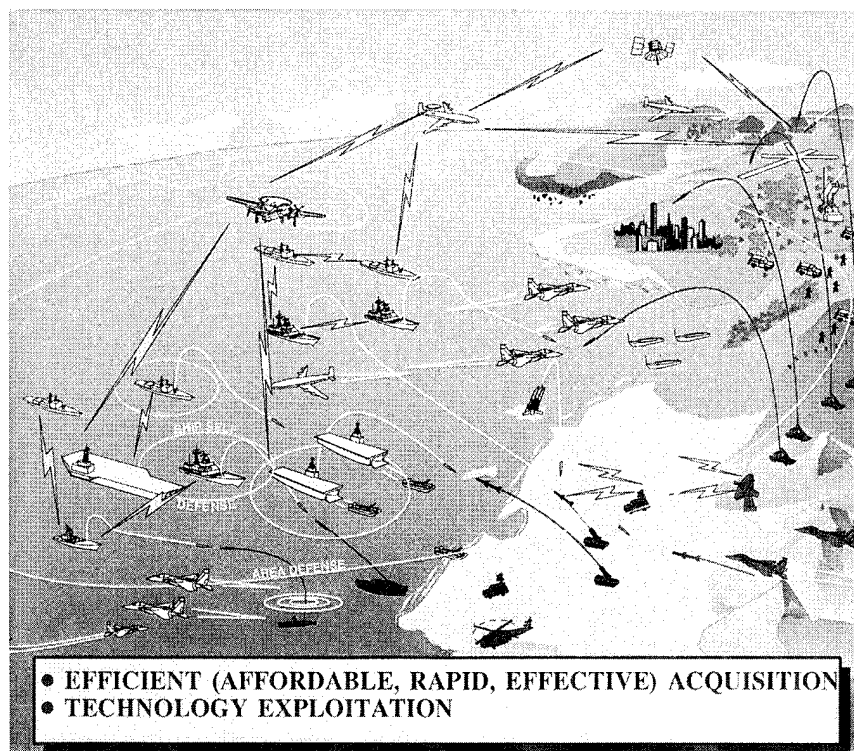 SHIP SELF
DEFENSE
AREA DEFENSE
• EFFICIENT (AFFORDABLE, RAPID, EFFECTIVE) ACQUISITION
• TECHNOLOGY EXPLOITATION